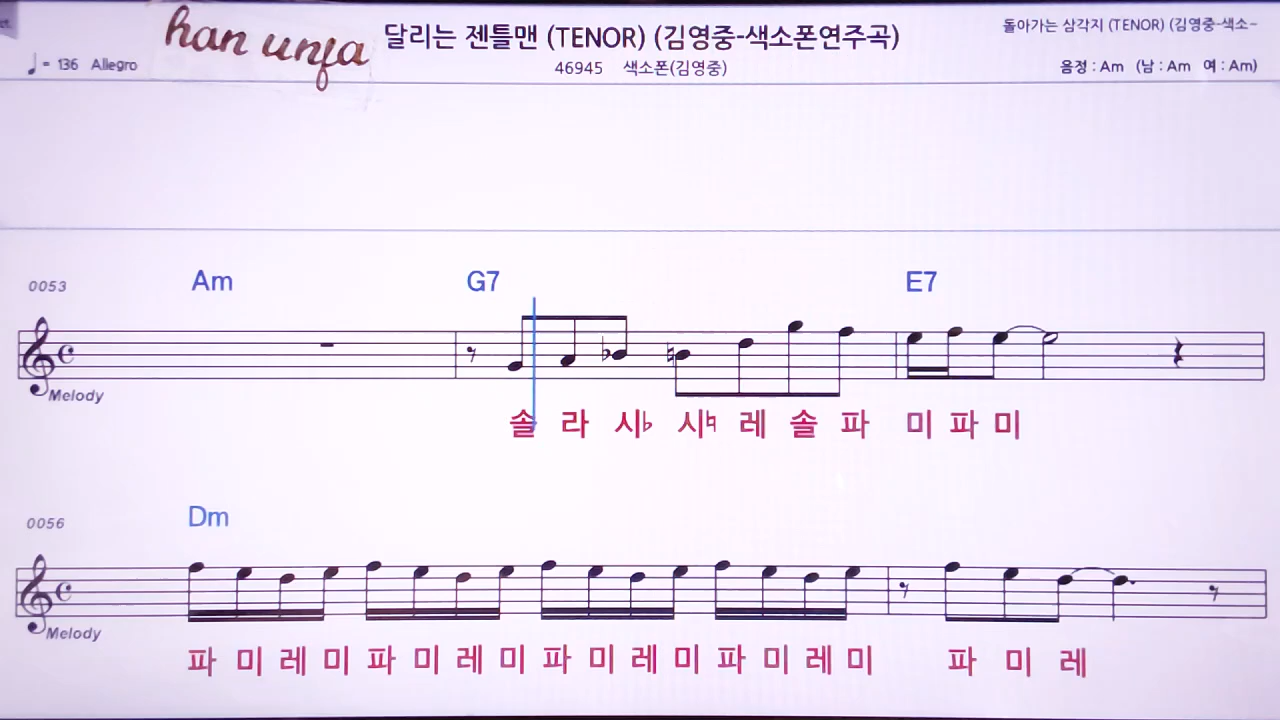 han unfa
달리는 젠틀맨 (TENOR) (김영중-색소폰연주곡)
돌아가는 삼각지 (TENOR) (김영중-색소-
♩= 136 Allegro
46945 색소폰(김영중)
음정 : Am (남 : Am 여 : Am)
0053 Am G7 E7
Melody
솔 라 시♭ 시♮ 레 솔 파 미 파 미
0056 Dm
Melody
파 미 레 미 파 미 레 미 파 미 레 미 파 미 레 미 파 미 레